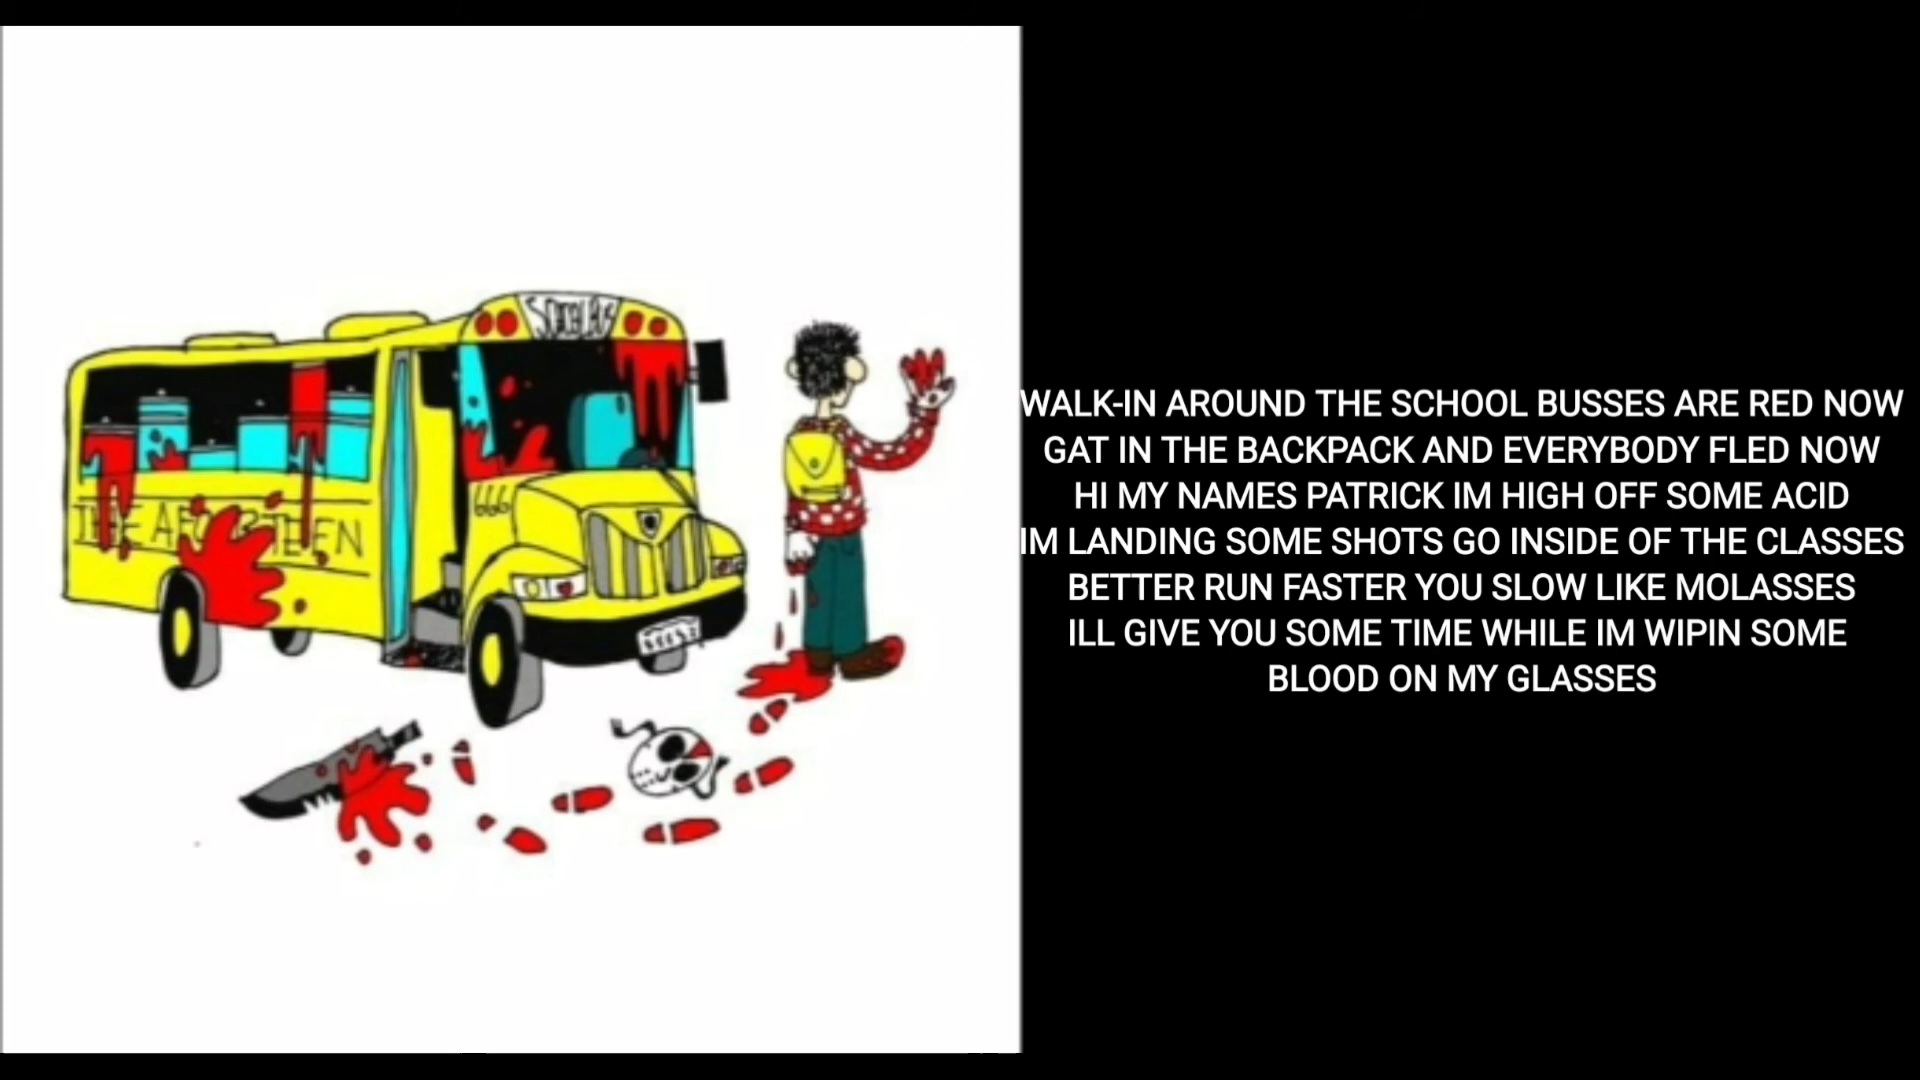 666
WALK-IN AROUND THE SCHOOL BUSSES ARE RED NOW
GAT IN THE BACKPACK AND EVERYBODY FLED NOW
HI MY NAMES PATRICK IM HIGH OFF SOME ACID
IM LANDING SOME SHOTS GO INSIDE OF THE CLASSES
BETTER RUN FASTER YOU SLOW LIKE MOLASSES
ILL GIVE YOU SOME TIME WHILE IM WIPIN SOME
BLOOD ON MY GLASSES